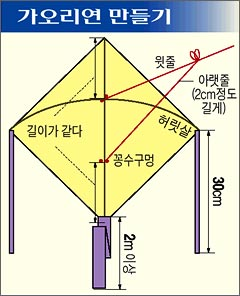 가오리연 만들기
윗줄
아랫줄
(2cm정도
길게)
길이가 같다
허릿살
꽁수구멍
30cm
2m 이상